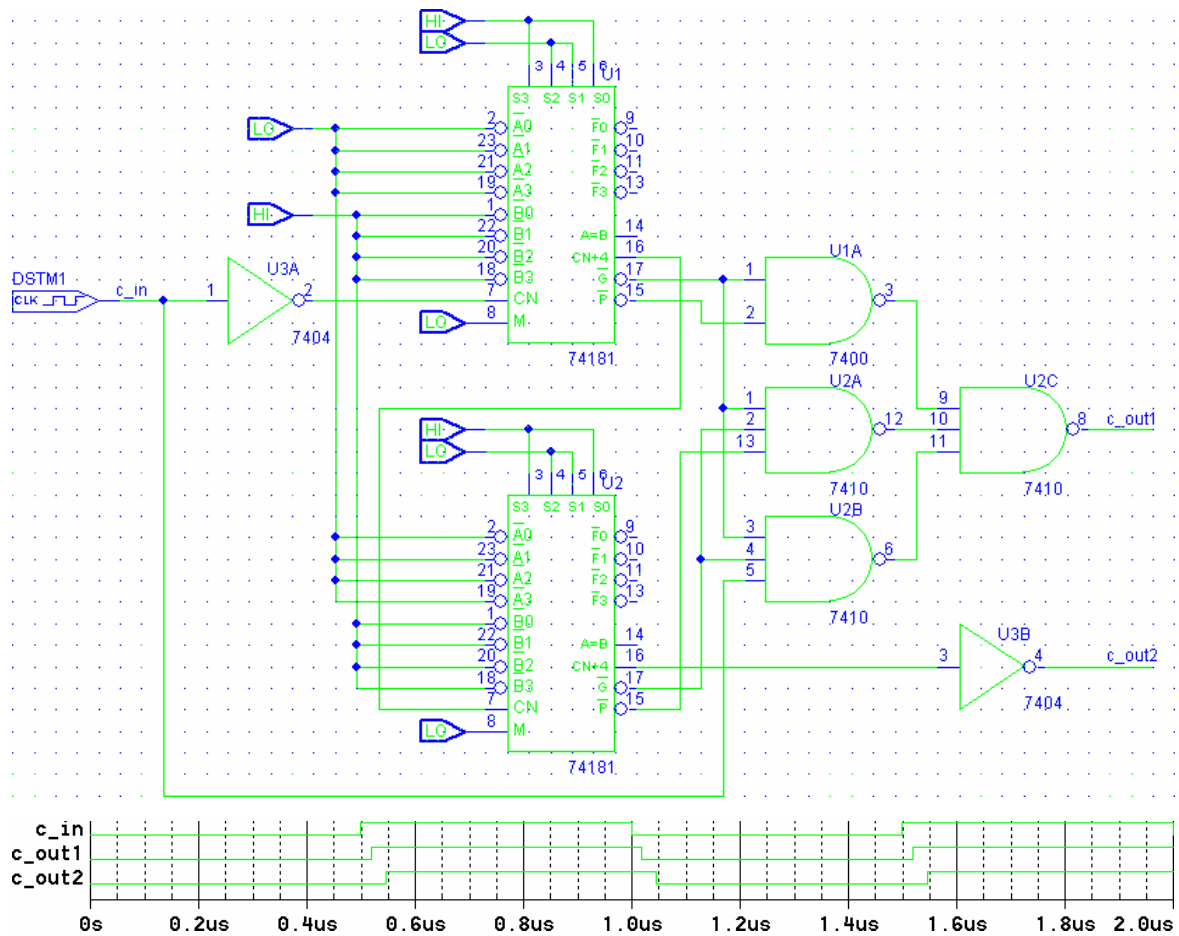 HI
LO
3 4 5 6 U1
S3 S2 S1 S0
LO
2 A0 F0 9
23 A1 F1 10
21 A2 F2 11
19 A3 F3 13
HI
1 B0
22 B1 A=B 14
20 B2 CN+4 16
18 B3 G 17
7 CN P 15
LO 8 M
74181
DSTM1
CLK
c_in
1 U3A 2
7404
U1A
1
2
3
7400
U2A
1
2
13
12
7410
U2C
9
10
11
8
c_out1
7410
U2B
3
4
5
6
7410
HI
LO
3 4 5 6 U2
S3 S2 S1 S0
2 A0 F0 9
23 A1 F1 10
21 A2 F2 11
19 A3 F3 13
1 B0
22 B1 A=B 14
20 B2 CN+4 16
18 B3 G 17
7 CN P 15
LO 8 M
74181
U3B
3 4
c_out2
7404
c_in
c_out1
c_out2
0s 0.2us 0.4us 0.6us 0.8us 1.0us 1.2us 1.4us 1.6us 1.8us 2.0us